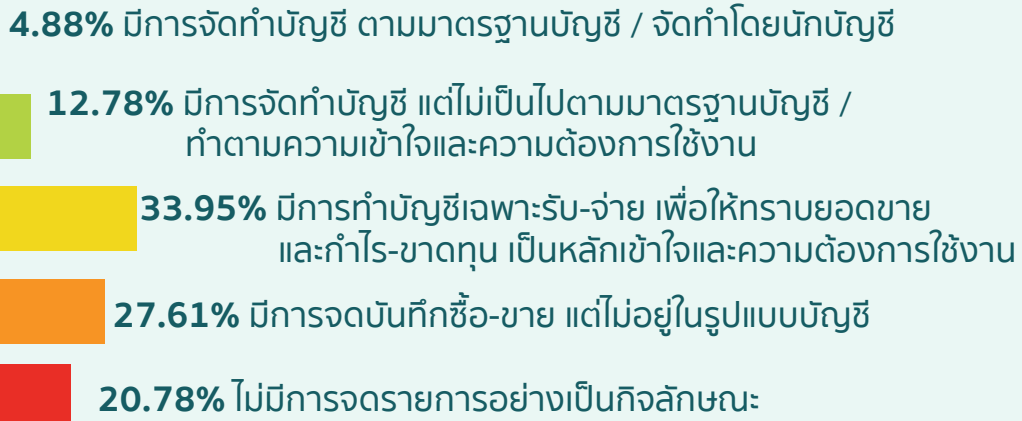 4.88% มีการจัดทำบัญชี ตามมาตรฐานบัญชี / จัดทำโดยนักบัญชี
12.78% มีการจัดทำบัญชี แต่ไม่เป็นไปตามมาตรฐานบัญชี /
ทำตามความเข้าใจและความต้องการใช้งาน
33.95% มีการทำบัญชีเฉพาะรับ-จ่าย เพื่อให้ทราบยอดขาย
และกำไร-ขาดทุน เป็นหลักเข้าใจและความต้องการใช้งาน
27.61% มีการจดบันทึกซื้อ-ขาย แต่ไม่อยู่ในรูปแบบบัญชี
20.78% ไม่มีการจดรายการอย่างเป็นกิจลักษณะ